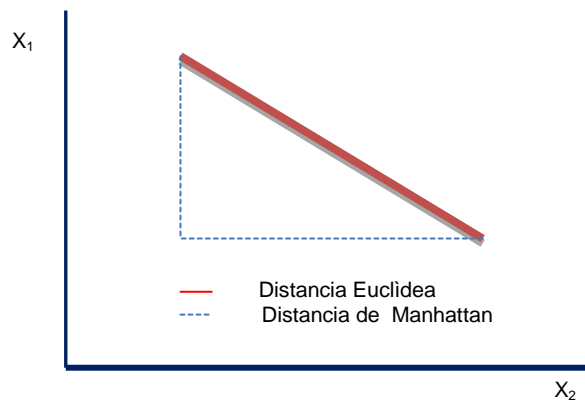 X₁
Distancia Euclìdea
Distancia de Manhattan
X₂